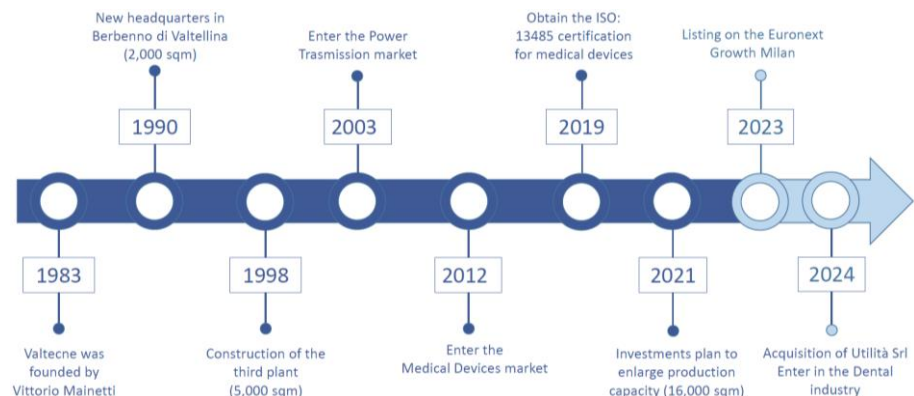 New headquarters in
Berbenno di Valtellina
(2,000 sqm)
1990
Enter the Power
Trasmission market
2003
Obtain the ISO:
13485 certification
for medical devices
2019
Listing on the Euronext
Growth Milan
2023
1983
Valtecne was
founded by
Vittorio Mainetti
1998
Construction of the
third plant
(5,000 sqm)
2012
Enter the
Medical Devices market
2021
Investments plan to
enlarge production
capacity (16,000 sqm)
2024
Acquisition of Utilità Srl
Enter in the Dental
industry